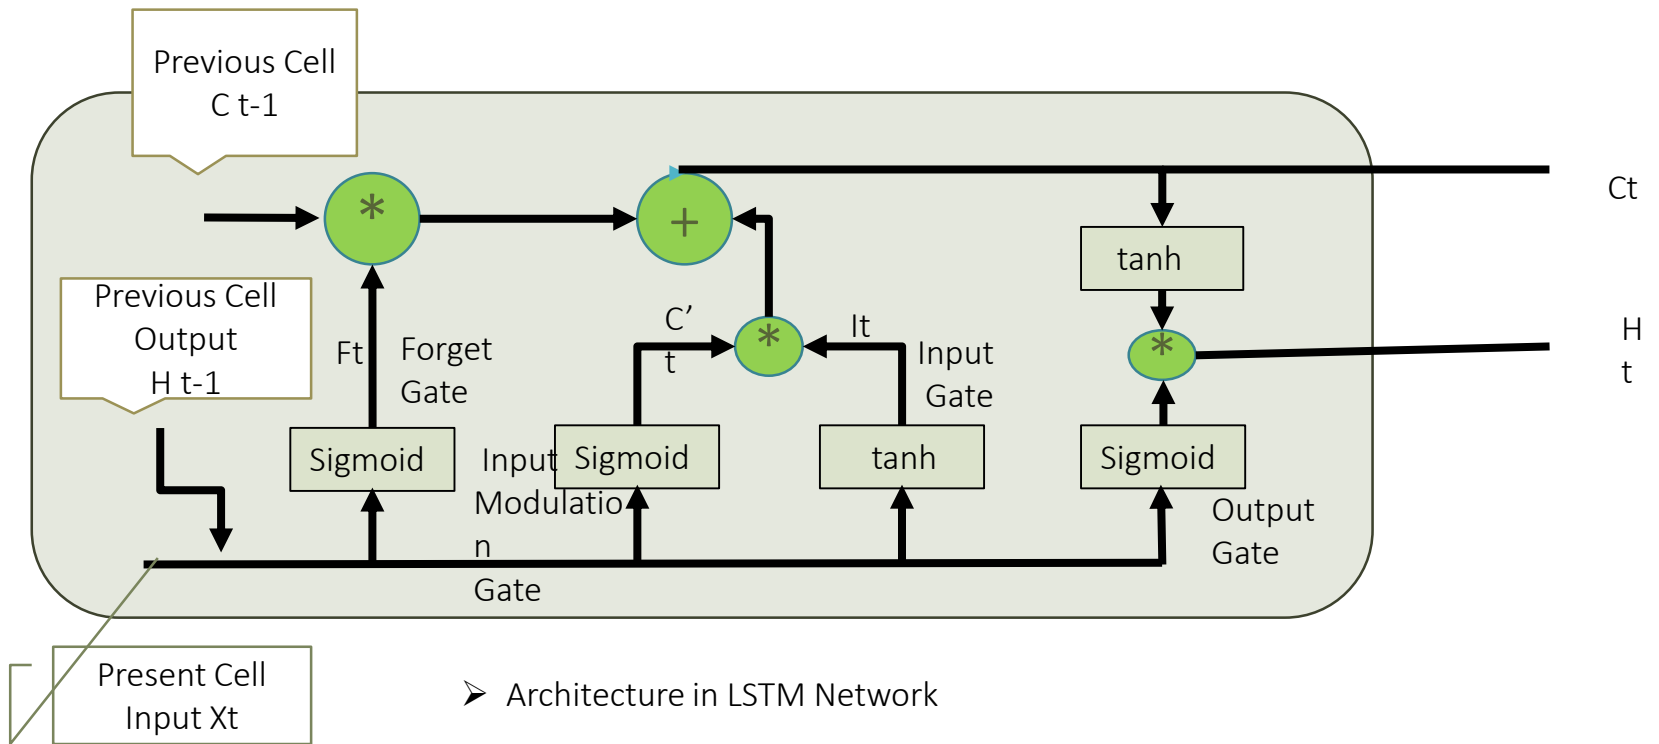 Previous Cell
C t-1
*
+
Ct
tanh
Previous Cell
Output
H t-1
Ft
Forget
Gate
C’
t
*
It
Input
Gate
*
H
t
Sigmoid
Input
Modulatio
n
Gate
Sigmoid
tanh
Sigmoid
Output
Gate
Present Cell
Input Xt
➢ Architecture in LSTM Network